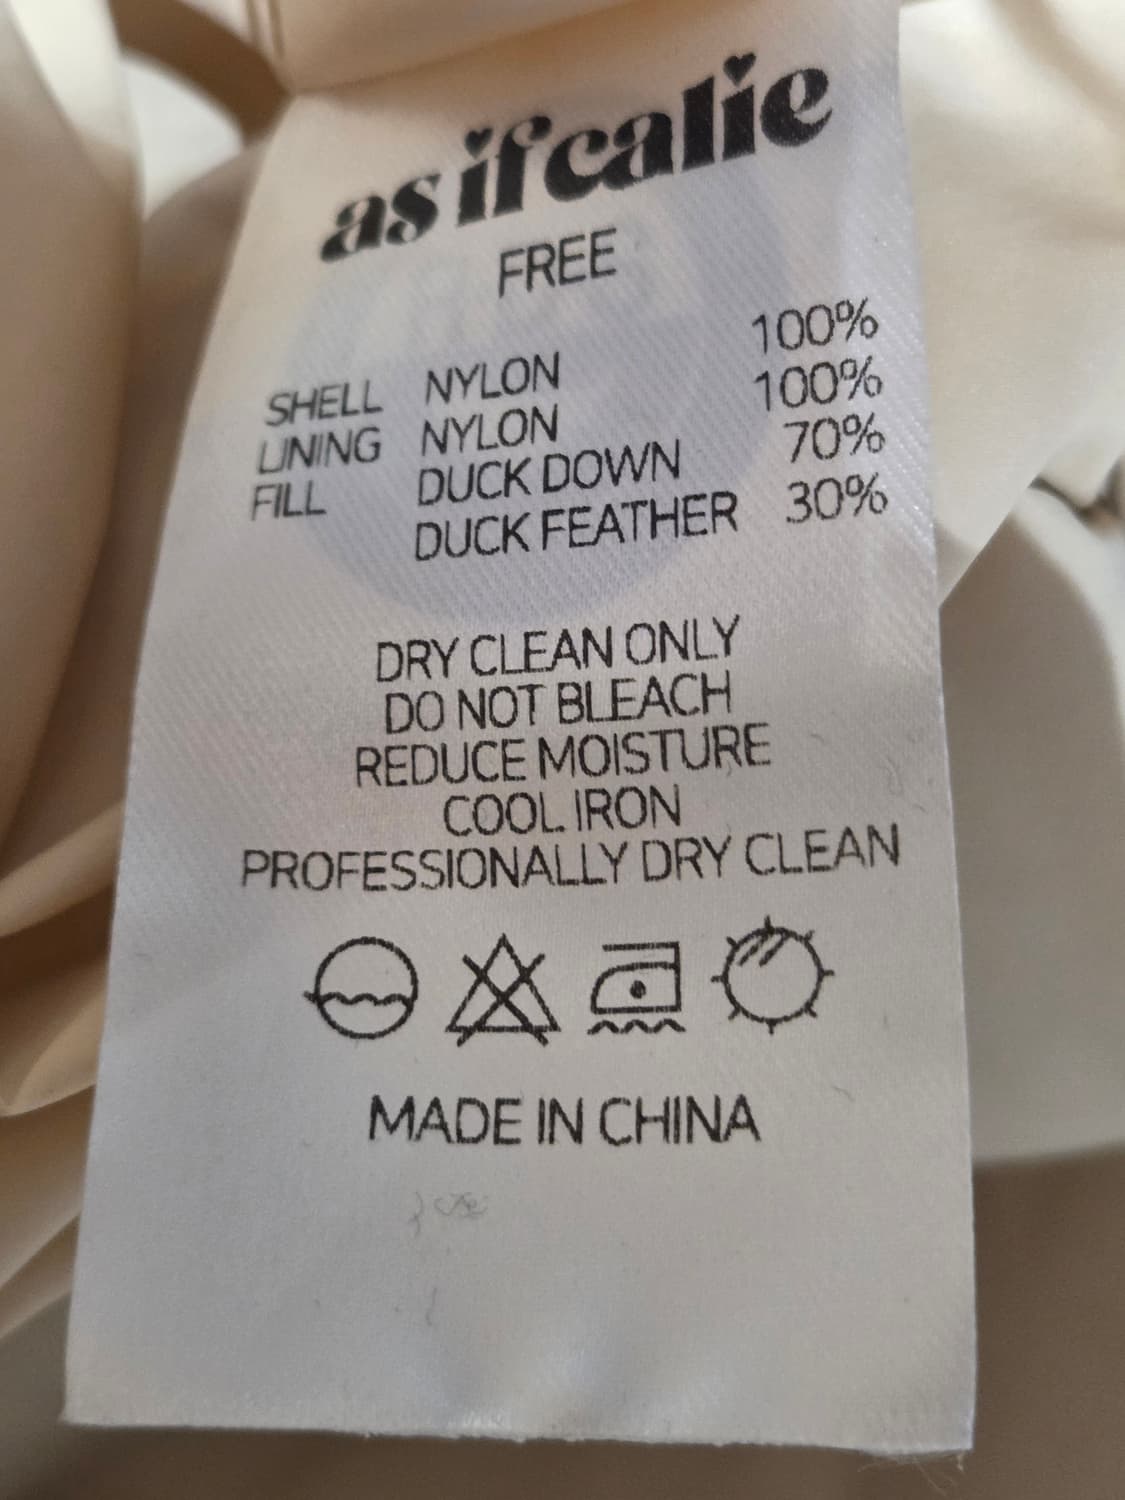 as if calie
FREE
SHELL NYLON 100%
LINING NYLON 100%
FILL DUCK DOWN 70%
DUCK FEATHER 30%
DRY CLEAN ONLY
DO NOT BLEACH
REDUCE MOISTURE
COOL IRON
PROFESSIONALLY DRY CLEAN
MADE IN CHINA